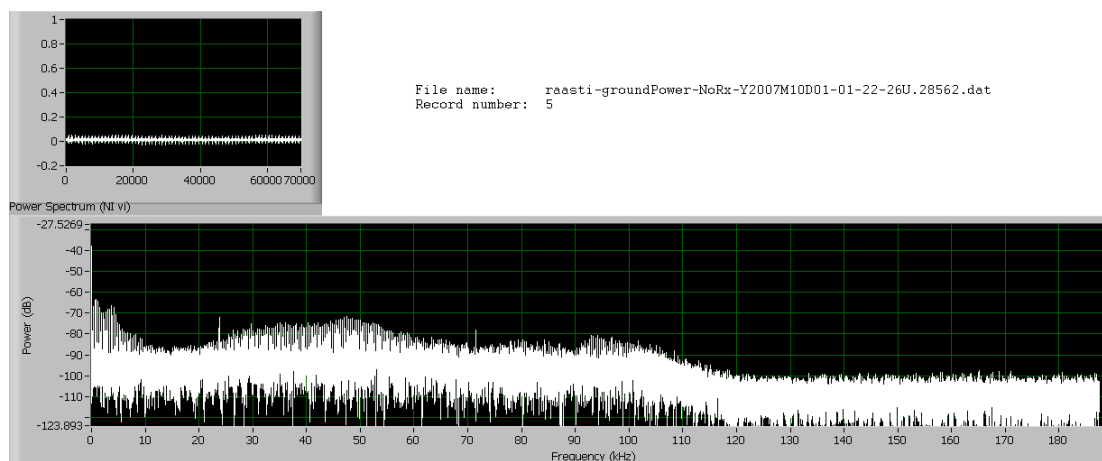 1
0.8
0.6
0.4
0.2
0
-0.2
0 20000 40000 60000 70000
File name: raasti-groundPower-NoRx-Y2007M10D01-01-22-26U.28562.dat
Record number: 5
Power Spectrum (NI vi)
-27.5269
-40
-50
-60
-70
-80
-90
-100
-110
-123.893
Power (dB)
0 10 20 30 40 50 60 70 80 90 100 110 120 130 140 150 160 170 180
Frequency (kHz)